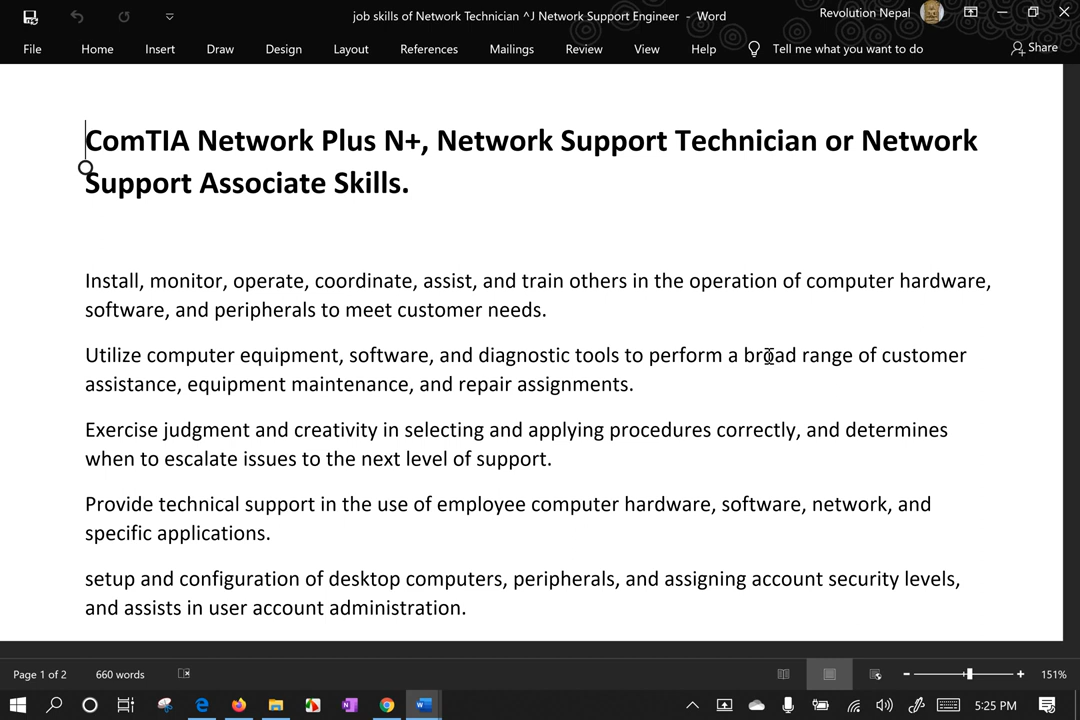 job skills of Network Technician ^J Network Support Engineer - Word
Revolution Nepal
File Home Insert Draw Design Layout References Mailings Review View Help Tell me what you want to do Share
ComTIA Network Plus N+, Network Support Technician or Network
Support Associate Skills.
Install, monitor, operate, coordinate, assist, and train others in the operation of computer hardware,
software, and peripherals to meet customer needs.
Utilize computer equipment, software, and diagnostic tools to perform a broad range of customer
assistance, equipment maintenance, and repair assignments.
Exercise judgment and creativity in selecting and applying procedures correctly, and determines
when to escalate issues to the next level of support.
Provide technical support in the use of employee computer hardware, software, network, and
specific applications.
setup and configuration of desktop computers, peripherals, and assigning account security levels,
and assists in user account administration.
Page 1 of 2 660 words 151%
5:25 PM